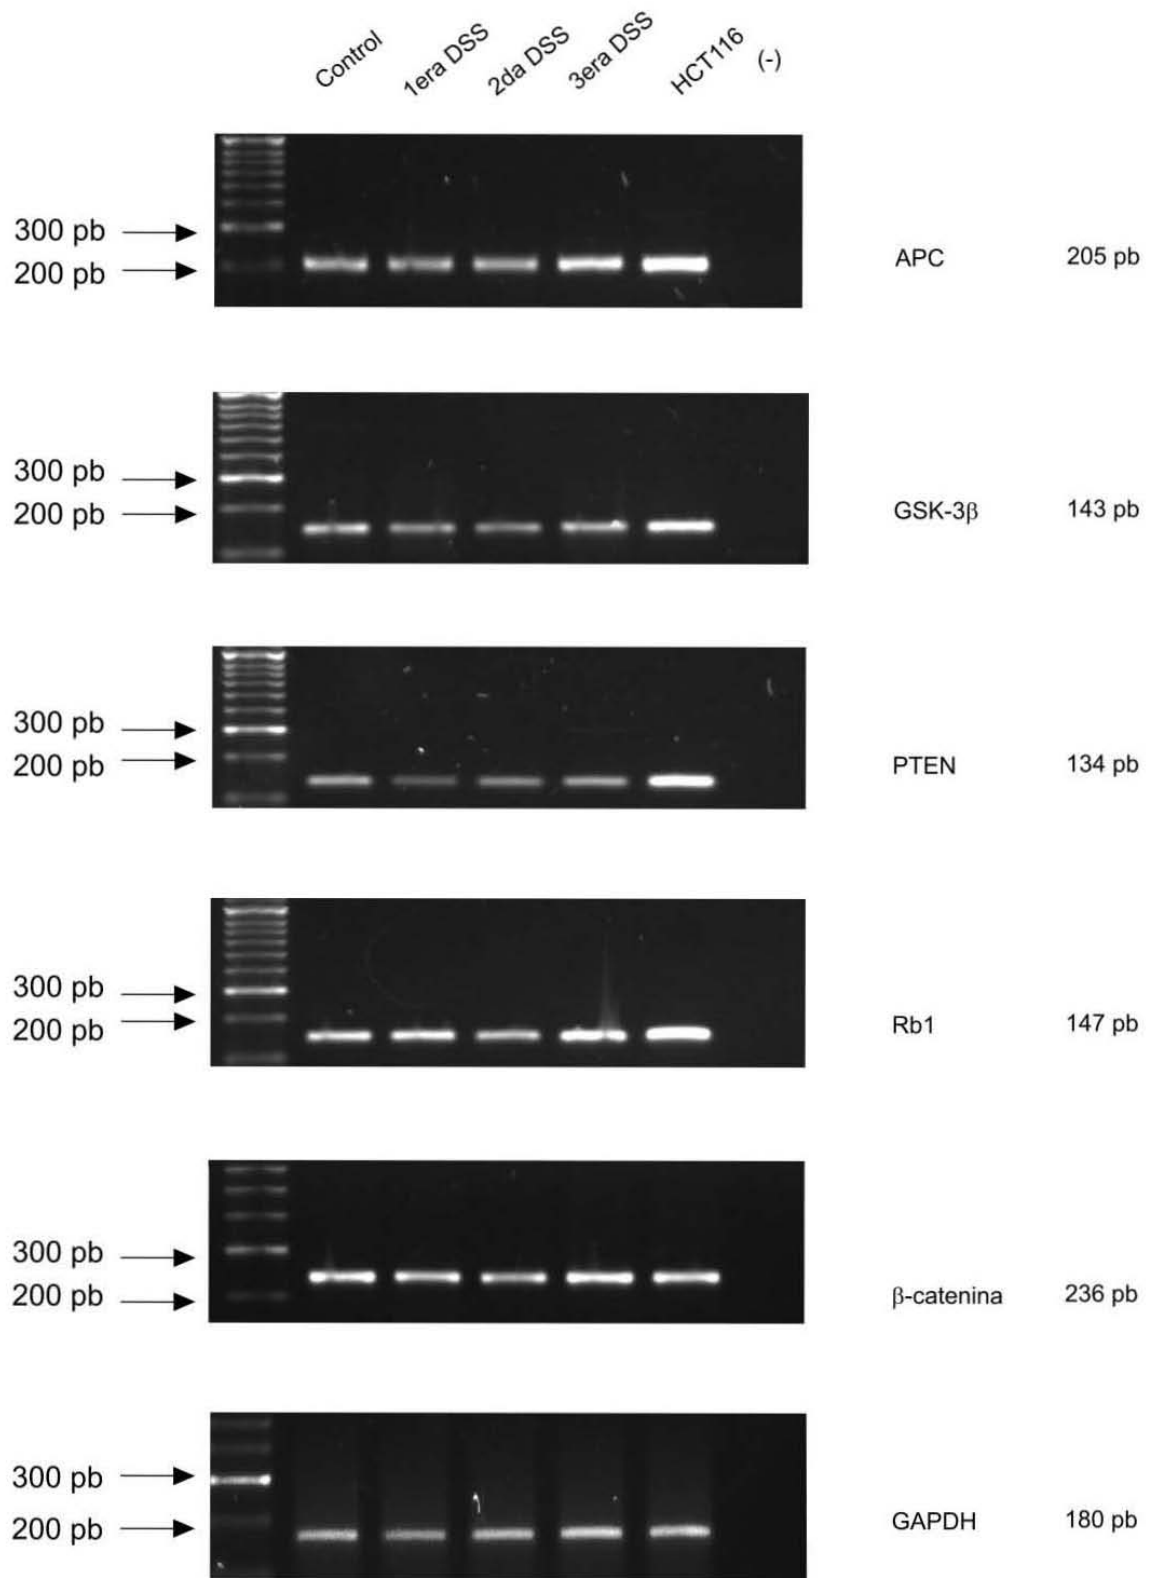 Control 1era DSS 2da DSS 3era DSS HCT116 (-)
300 pb
200 pb
APC 205 pb
300 pb
200 pb
GSK-3β 143 pb
300 pb
200 pb
PTEN 134 pb
300 pb
200 pb
Rb1 147 pb
300 pb
200 pb
β-catenina 236 pb
300 pb
200 pb
GAPDH 180 pb